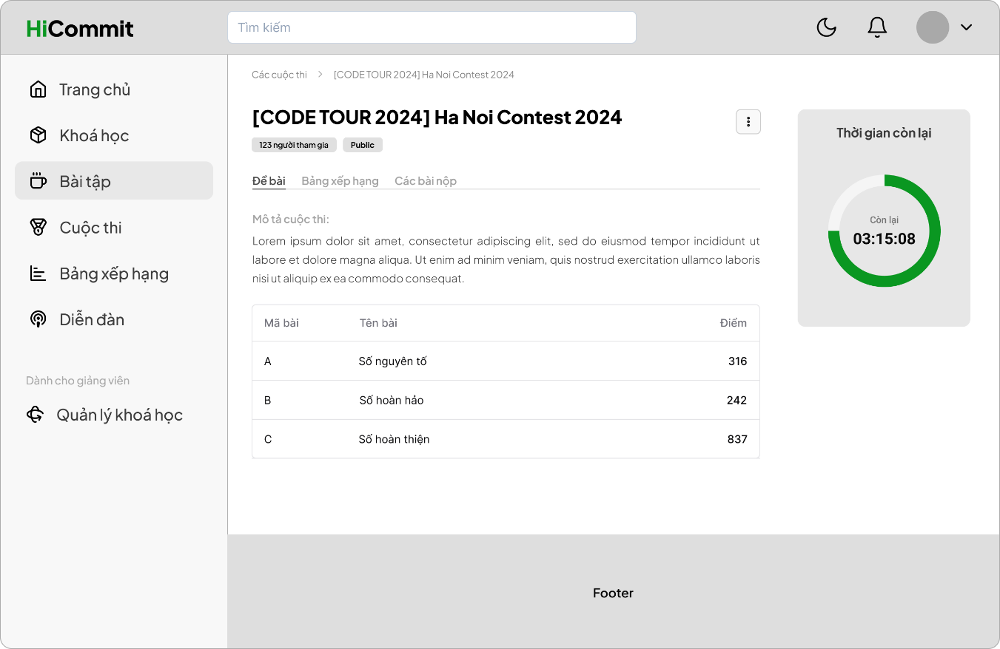 HiCommit
Tìm kiếm
Trang chủ
Khoá học
Bài tập
Cuộc thi
Bảng xếp hạng
Diễn đàn
Dành cho giảng viên
Quản lý khoá học
Các cuộc thi > [CODE TOUR 2024] Ha Noi Contest 2024
[CODE TOUR 2024] Ha Noi Contest 2024
123 người tham gia Public
Đề bài Bảng xếp hạng Các bài nộp
Mô tả cuộc thi:
Lorem ipsum dolor sit amet, consectetur adipiscing elit, sed do eiusmod tempor incididunt ut
labore et dolore magna aliqua. Ut enim ad minim veniam, quis nostrud exercitation ullamco laboris
nisi ut aliquip ex ea commodo consequat.
Mã bài Tên bài Điểm
A Số nguyên tố 316
B Số hoàn hảo 242
C Số hoàn thiện 837
Thời gian còn lại
Còn lại
03:15:08
Footer